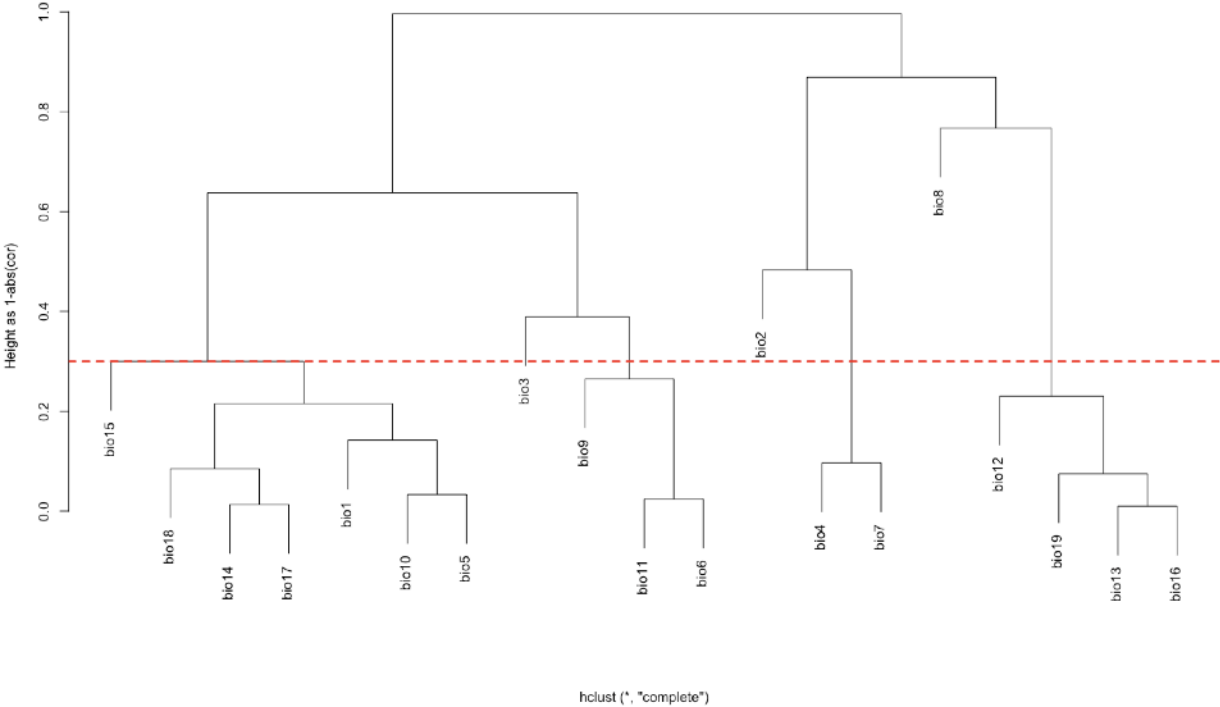 1.0
0.8
0.6
0.4
0.2
0.0
Height as 1-abs(cor)
bio15
bio18
bio14
bio17
bio1
bio10
bio5
bio3
bio9
bio11
bio6
bio2
bio4
bio7
bio8
bio12
bio19
bio13
bio16
hclust (*, "complete")